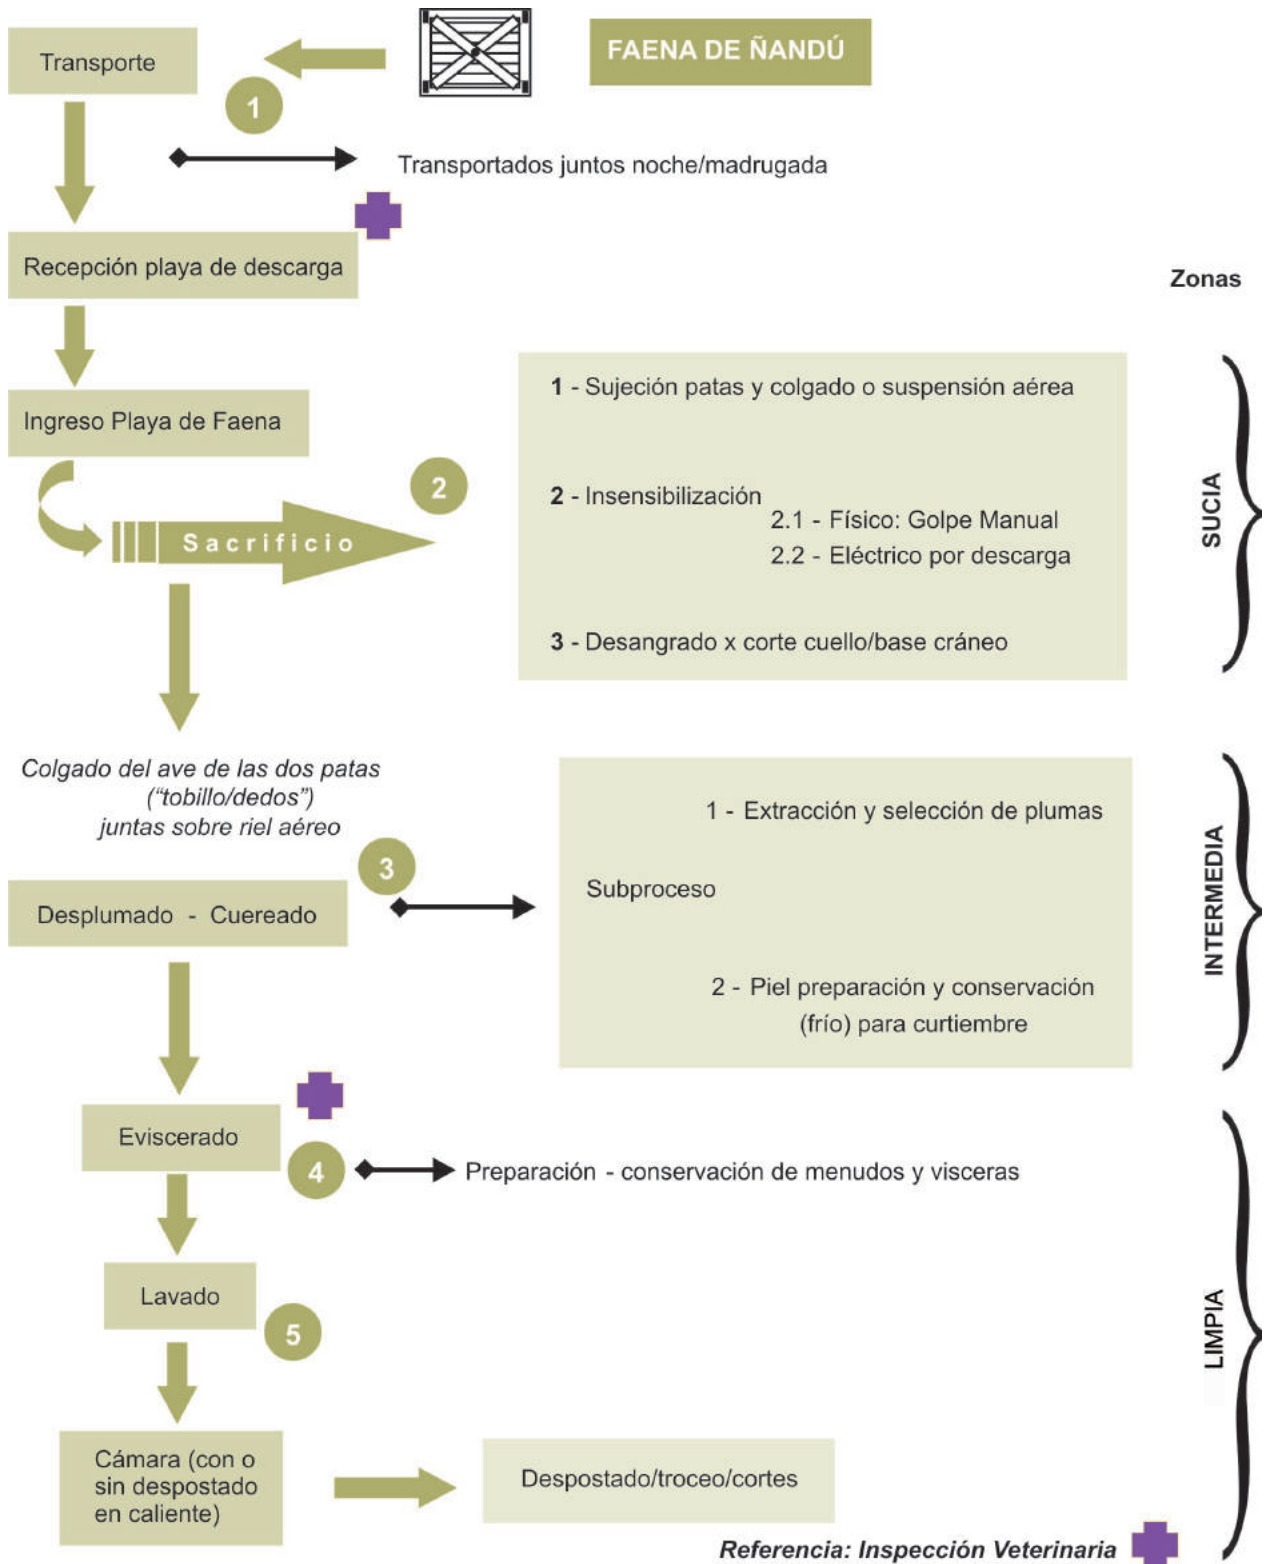 FAENA DE ÑANDÚ
Transporte
1
Transportados juntos noche/madrugada
Recepción playa de descarga
Zonas
Ingreso Playa de Faena
Sacrificio
2
1 - Sujeción patas y colgado o suspensión aérea
2 - Insensibilización
2.1 - Físico: Golpe Manual
2.2 - Eléctrico por descarga
3 - Desangrado x corte cuello/base cráneo
SUCIA
Colgado del ave de las dos patas
(“tobillo/dedos”)
juntas sobre riel aéreo
3
Desplumado - Cuereado
1 - Extracción y selección de plumas
Subproceso
2 - Piel preparación y conservación
(frío) para curtiembre
INTERMEDIA
Eviscerado
4
Preparación - conservación de menudos y visceras
Lavado
5
LIMPIA
Cámara (con o
sin despostado
en caliente)
Despostado/troceo/cortes
Referencia: Inspección Veterinaria